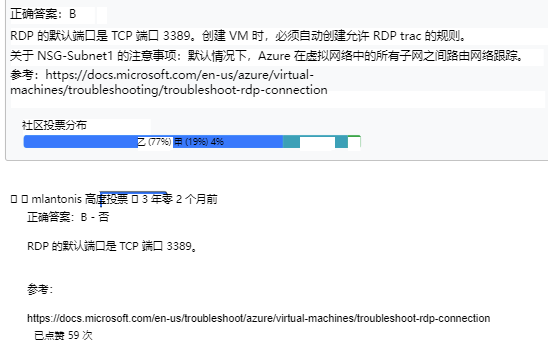 正确答案：B
RDP 的默认端口是 TCP 端口 3389。创建 VM 时，必须自动创建允许 RDP trac 的规则。
关于 NSG-Subnet1 的注意事项：默认情况下，Azure 在虚拟网络中的所有子网之间路由网络跟踪。
参考：https://docs.microsoft.com/en-us/azure/virtual-
machines/troubleshooting/troubleshoot-rdp-connection
社区投票分布
乙 (77%) 甲 (19%) 4%
mlantonis 高度投票 3 年零 2 个月前
正确答案：B - 否
RDP 的默认端口是 TCP 端口 3389。
参考：
https://docs.microsoft.com/en-us/troubleshoot/azure/virtual-machines/troubleshoot-rdp-connection
已点赞 59 次